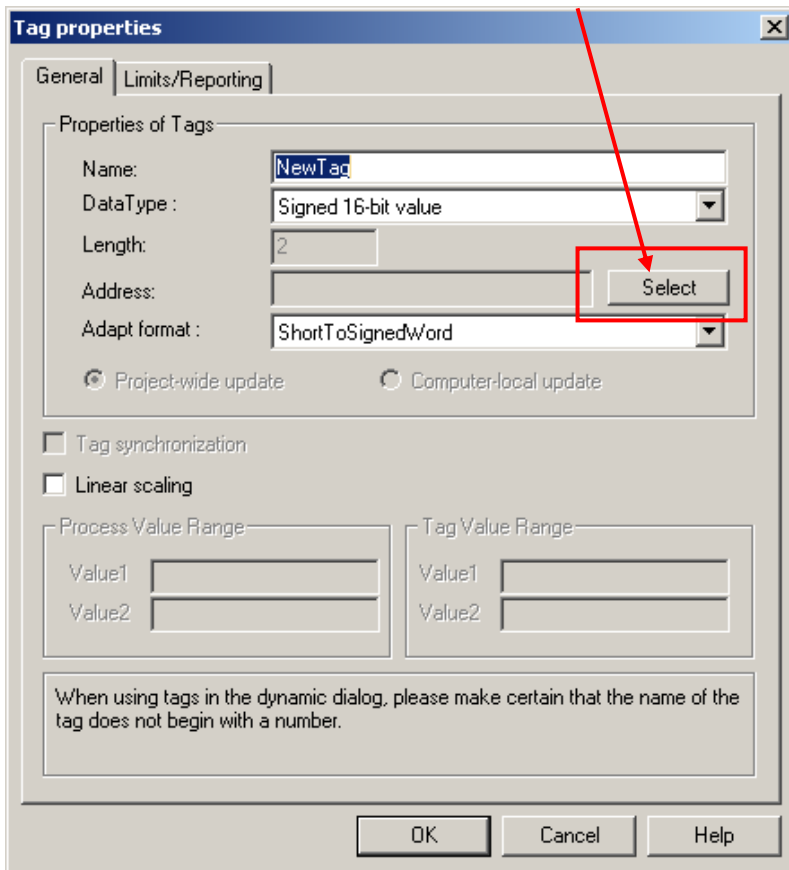 Tag properties
General Limits/Reporting
Properties of Tags
Name: NewTag
DataType : Signed 16-bit value
Length: 2
Address: Select
Adapt format : ShortToSignedWord
Project-wide update Computer-local update
Tag synchronization
Linear scaling
Process Value Range Tag Value Range
Value1 Value1
Value2 Value2
When using tags in the dynamic dialog, please make certain that the name of the
tag does not begin with a number.
OK Cancel Help